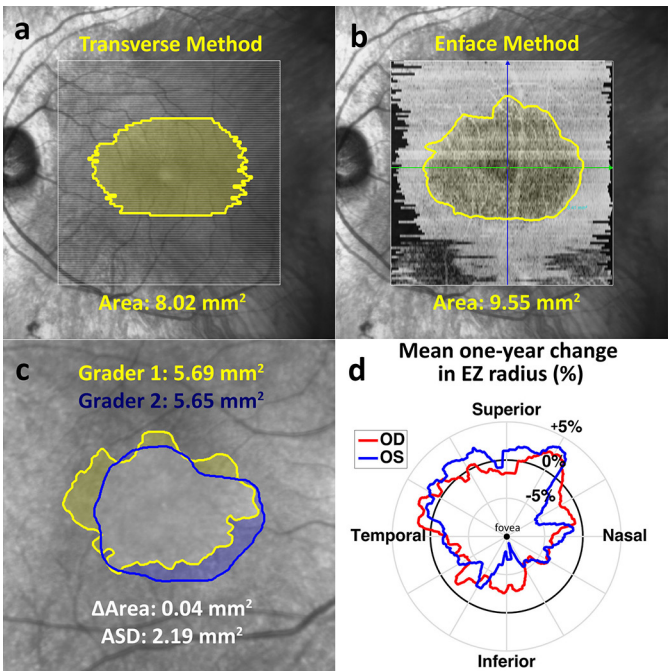 a
Transverse Method
Area: 8.02 mm²
b
Enface Method
Area: 9.55 mm²
c
Grader 1: 5.69 mm²
Grader 2: 5.65 mm²
ΔArea: 0.04 mm²
ASD: 2.19 mm²
d
Mean one-year change
in EZ radius (%)
Superior
+5%
OD
OS
0%
-5%
fovea
Temporal
Nasal
Inferior